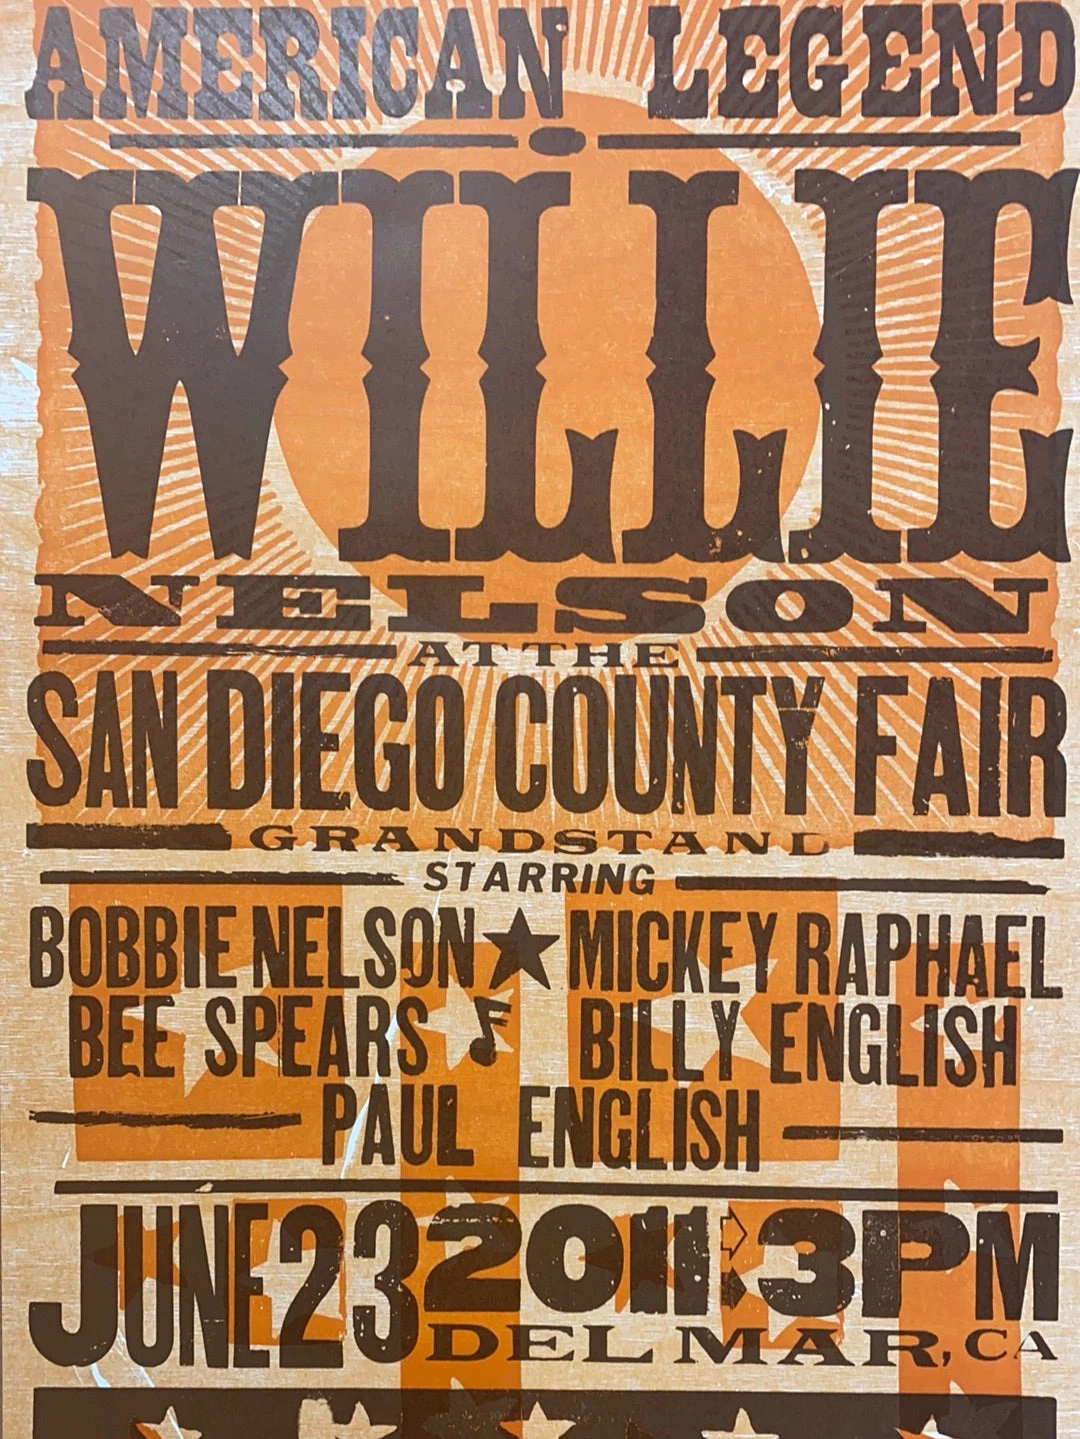 AMERICAN LEGEND
WILLIE
NELSON
AT THE
SAN DIEGO COUNTY FAIR
GRANDSTAND
STARRING
BOBBIE NELSON ★ MICKEY RAPHAEL
BEE SPEARS BILLY ENGLISH
PAUL ENGLISH
JUNE 23 2011 3PM
DEL MAR, CA